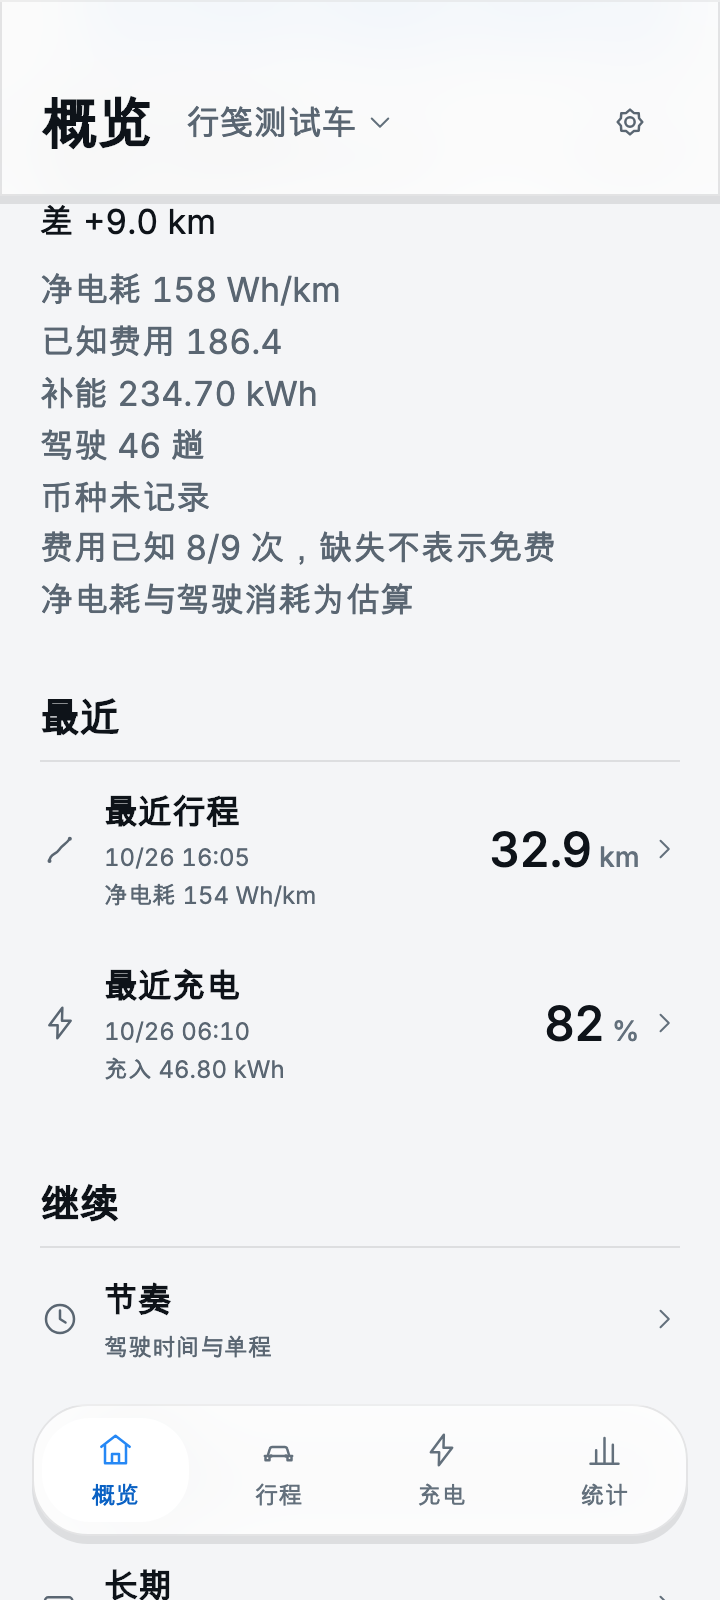 概览 行笺测试车
差 +9.0 km
净电耗 158 Wh/km
已知费用 186.4
补能 234.70 kWh
驾驶 46 趟
币种未记录
费用已知 8/9 次，缺失不表示免费
净电耗与驾驶消耗为估算
最近
最近行程
10/26 16:05
净电耗 154 Wh/km
32.9 km
最近充电
10/26 06:10
充入 46.80 kWh
82 %
继续
节奏
驾驶时间与单程
概览 行程 充电 统计
长期